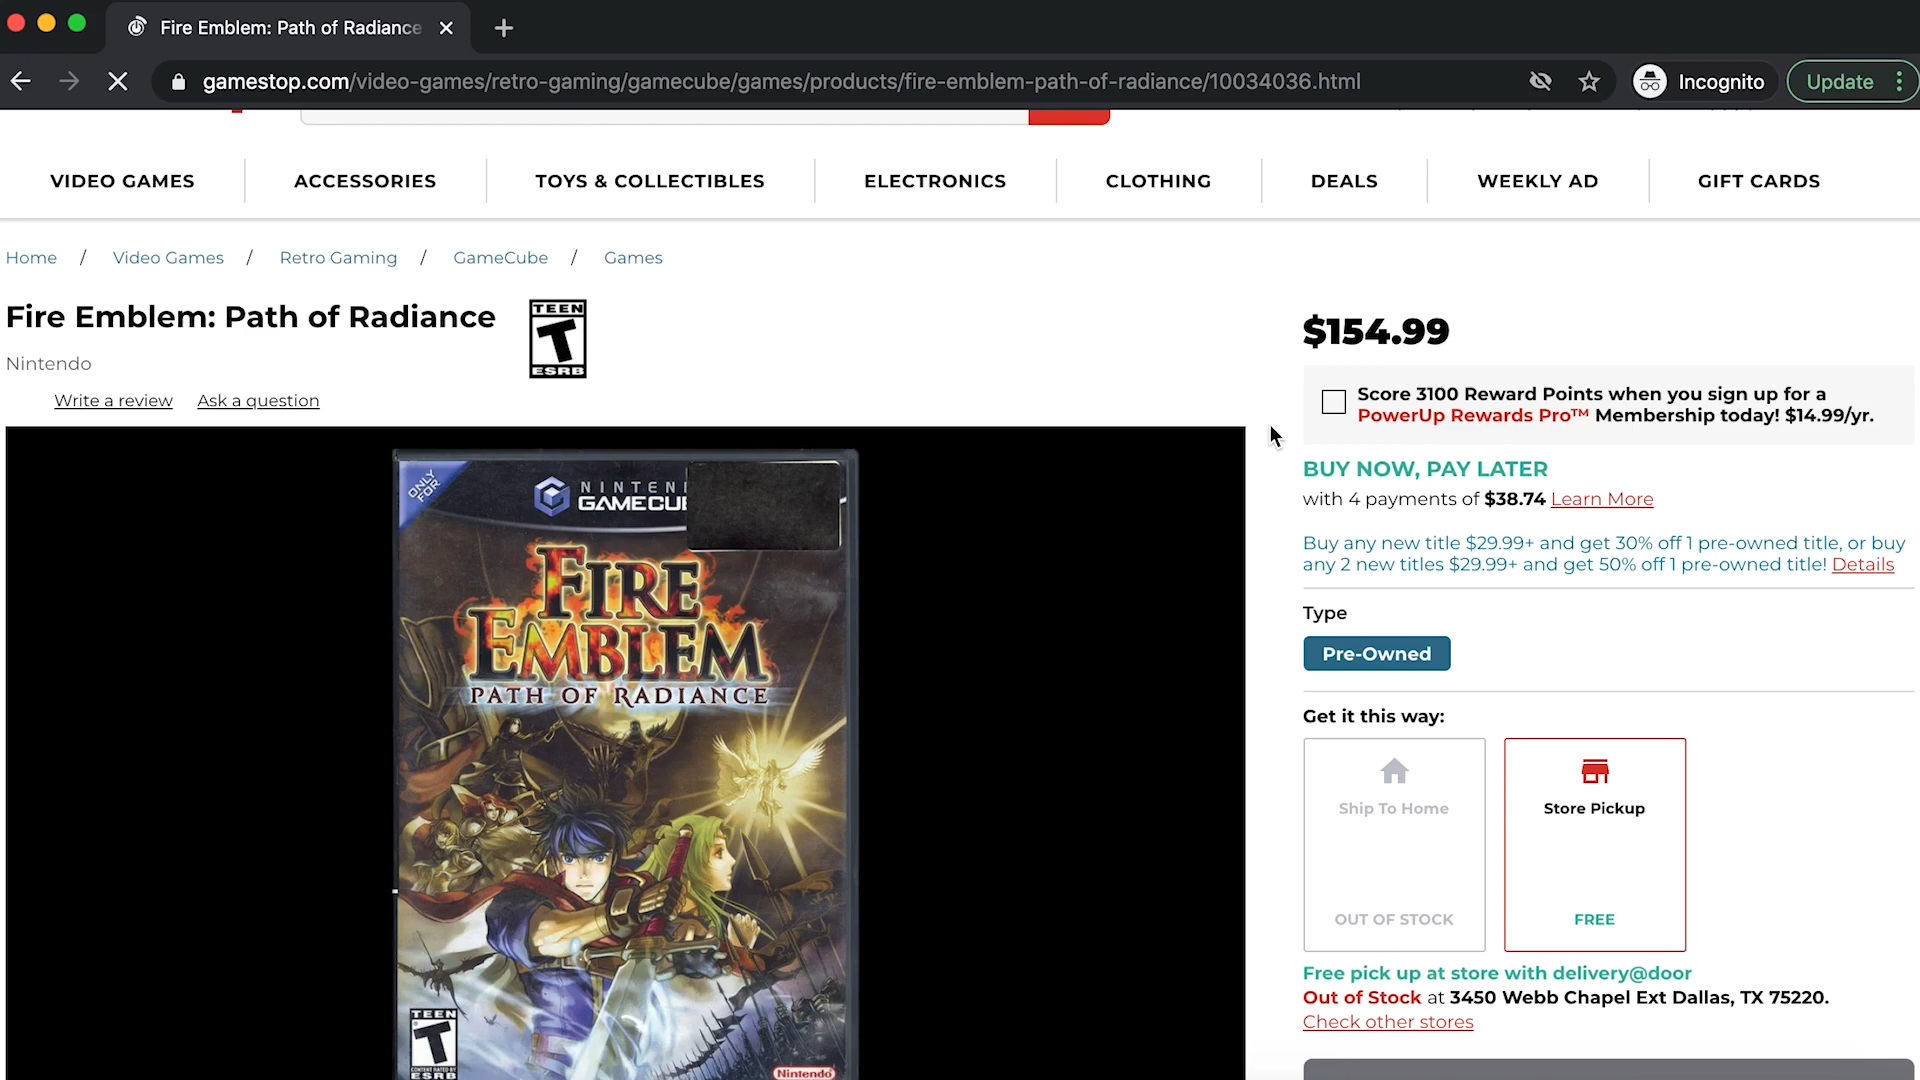 Fire Emblem: Path of Radiance
gamestop.com/video-games/retro-gaming/gamecube/games/products/fire-emblem-path-of-radiance/10034036.html
Incognito
Update
VIDEO GAMES
ACCESSORIES
TOYS & COLLECTIBLES
ELECTRONICS
CLOTHING
DEALS
WEEKLY AD
GIFT CARDS
Home / Video Games / Retro Gaming / GameCube / Games
Fire Emblem: Path of Radiance
TEEN
T
ESRB
Nintendo
Write a review
Ask a question
$154.99
Score 3100 Reward Points when you sign up for a
PowerUp Rewards Pro™ Membership today! $14.99/yr.
BUY NOW, PAY LATER
with 4 payments of $38.74 Learn More
Buy any new title $29.99+ and get 30% off 1 pre-owned title, or buy
any 2 new titles $29.99+ and get 50% off 1 pre-owned title! Details
Type
Pre-Owned
Get it this way:
Ship To Home
OUT OF STOCK
Store Pickup
FREE
Free pick up at store with delivery@door
Out of Stock at 3450 Webb Chapel Ext Dallas, TX 75220.
Check other stores
ONLY
FOR
NINTEN
GAMECU
FIRE
EMBLEM
PATH OF RADIANCE
TEEN
T
CONTENT RATED BY
ESRB
Nintendo